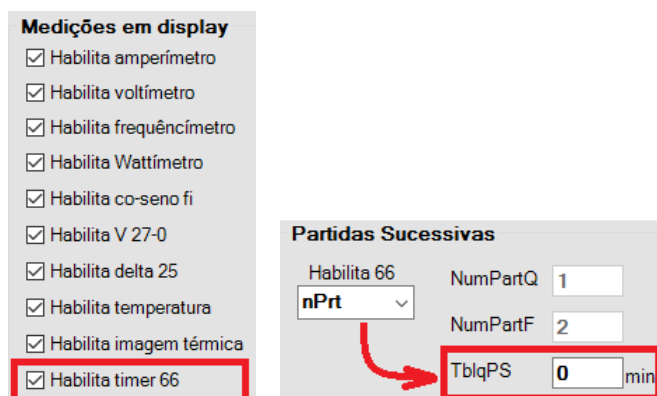 Medições em display
Habilita amperímetro
Habilita voltímetro
Habilita frequêncímetro
Habilita Wattímetro
Habilita co-seno fi
Habilita V 27-0
Habilita delta 25
Habilita temperatura
Habilita imagem térmica
Habilita timer 66
Partidas Sucessivas
Habilita 66
nPrt
NumPartQ 1
NumPartF 2
TblqPS 0 min